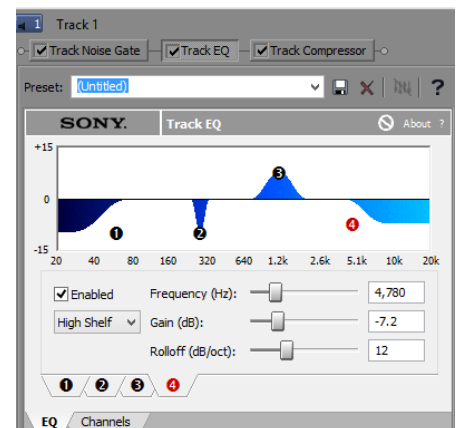 1 Track 1
Track Noise Gate Track EQ Track Compressor
Preset: (Untitled) ?
SONY. Track EQ About ?
+15
3
0
1 2 4
-15
20 40 80 160 320 640 1.2k 2.6k 5.1k 10k 20k
Enabled Frequency (Hz): 4,780
High Shelf Gain (dB): -7.2
Rolloff (dB/oct): 12
1 2 3 4
EQ Channels